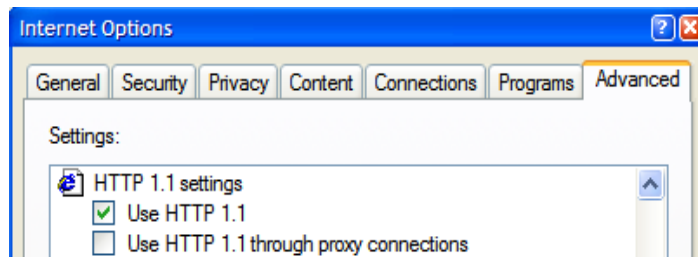 Internet Options
General Security Privacy Content Connections Programs Advanced
Settings:
HTTP 1.1 settings
Use HTTP 1.1
Use HTTP 1.1 through proxy connections